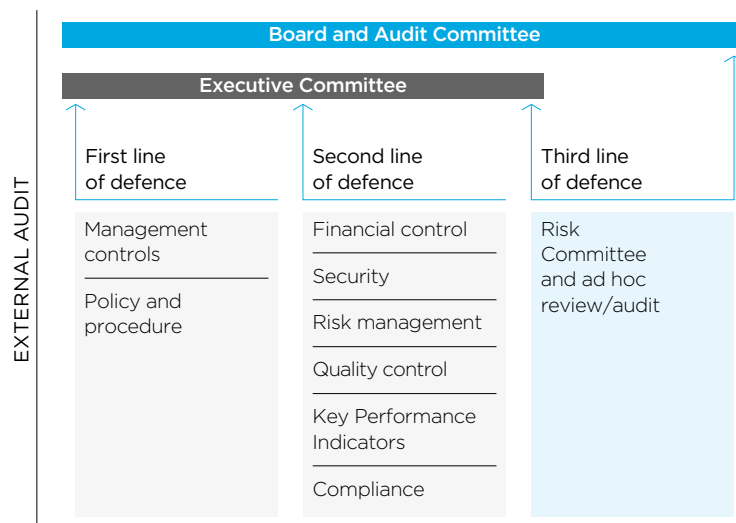 Board and Audit Committee
Executive Committee
EXTERNAL AUDIT
First line
of defence
Management
controls
Policy and
procedure
Second line
of defence
Financial control
Security
Risk management
Quality control
Key Performance
Indicators
Compliance
Third line
of defence
Risk
Committee
and ad hoc
review/audit